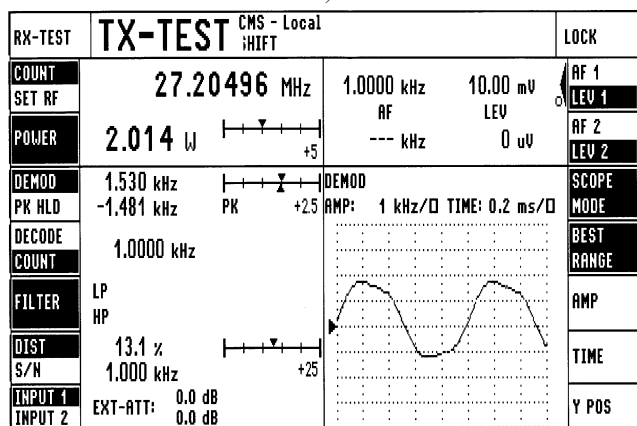 RX-TEST
TX-TEST CMS - Local
SHIFT
LOCK
COUNT
SET RF
27.20496 MHz
1.0000 kHz 10.00 mV
AF LEV
--- kHz 0 uV
AF 1
LEV 1
AF 2
LEV 2
POWER
2.014 W
+5
DEMOD
PK HLD
1.530 kHz
-1.481 kHz PK +25
DEMOD
AMP: 1 kHz/□ TIME: 0.2 ms/□
SCOPE
MODE
DECODE
COUNT
1.0000 kHz
BEST
RANGE
FILTER
LP
HP
AMP
DIST
S/N
13.1 %
1.000 kHz
+25
TIME
INPUT 1
INPUT 2
EXT-ATT: 0.0 dB
0.0 dB
Y POS